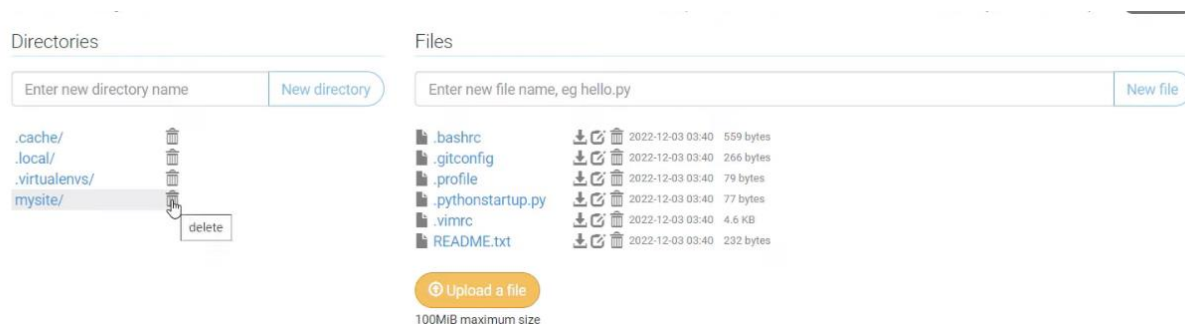 Directories
Enter new directory name
New directory
.cache/
.local/
.virtualenvs/
mysite/
delete
Files
Enter new file name, eg hello.py
New file
.bashrc 2022-12-03 03:40 559 bytes
.gitconfig 2022-12-03 03:40 266 bytes
.profile 2022-12-03 03:40 79 bytes
.pythonstartup.py 2022-12-03 03:40 77 bytes
.vimrc 2022-12-03 03:40 4.6 KB
README.txt 2022-12-03 03:40 232 bytes
Upload a file
100MiB maximum size